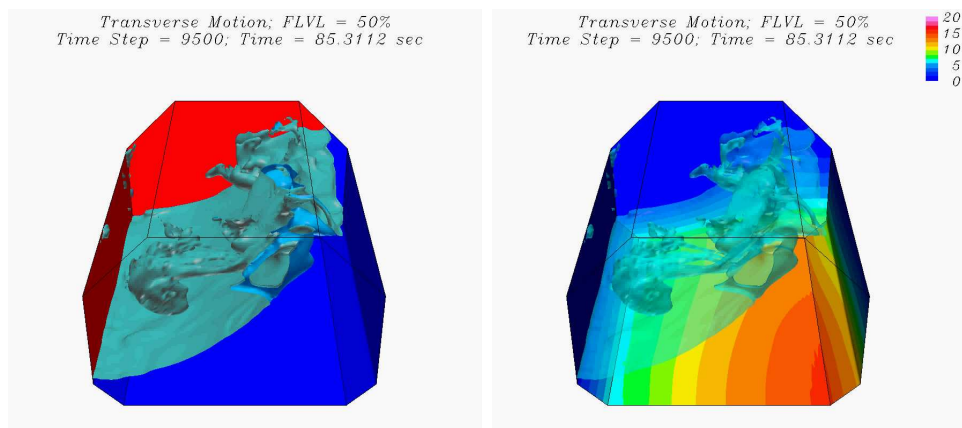 Transverse Motion; FLVL = 50%
Time Step = 9500; Time = 85.3112 sec
Transverse Motion; FLVL = 50%
Time Step = 9500; Time = 85.3112 sec
20
15
10
5
0